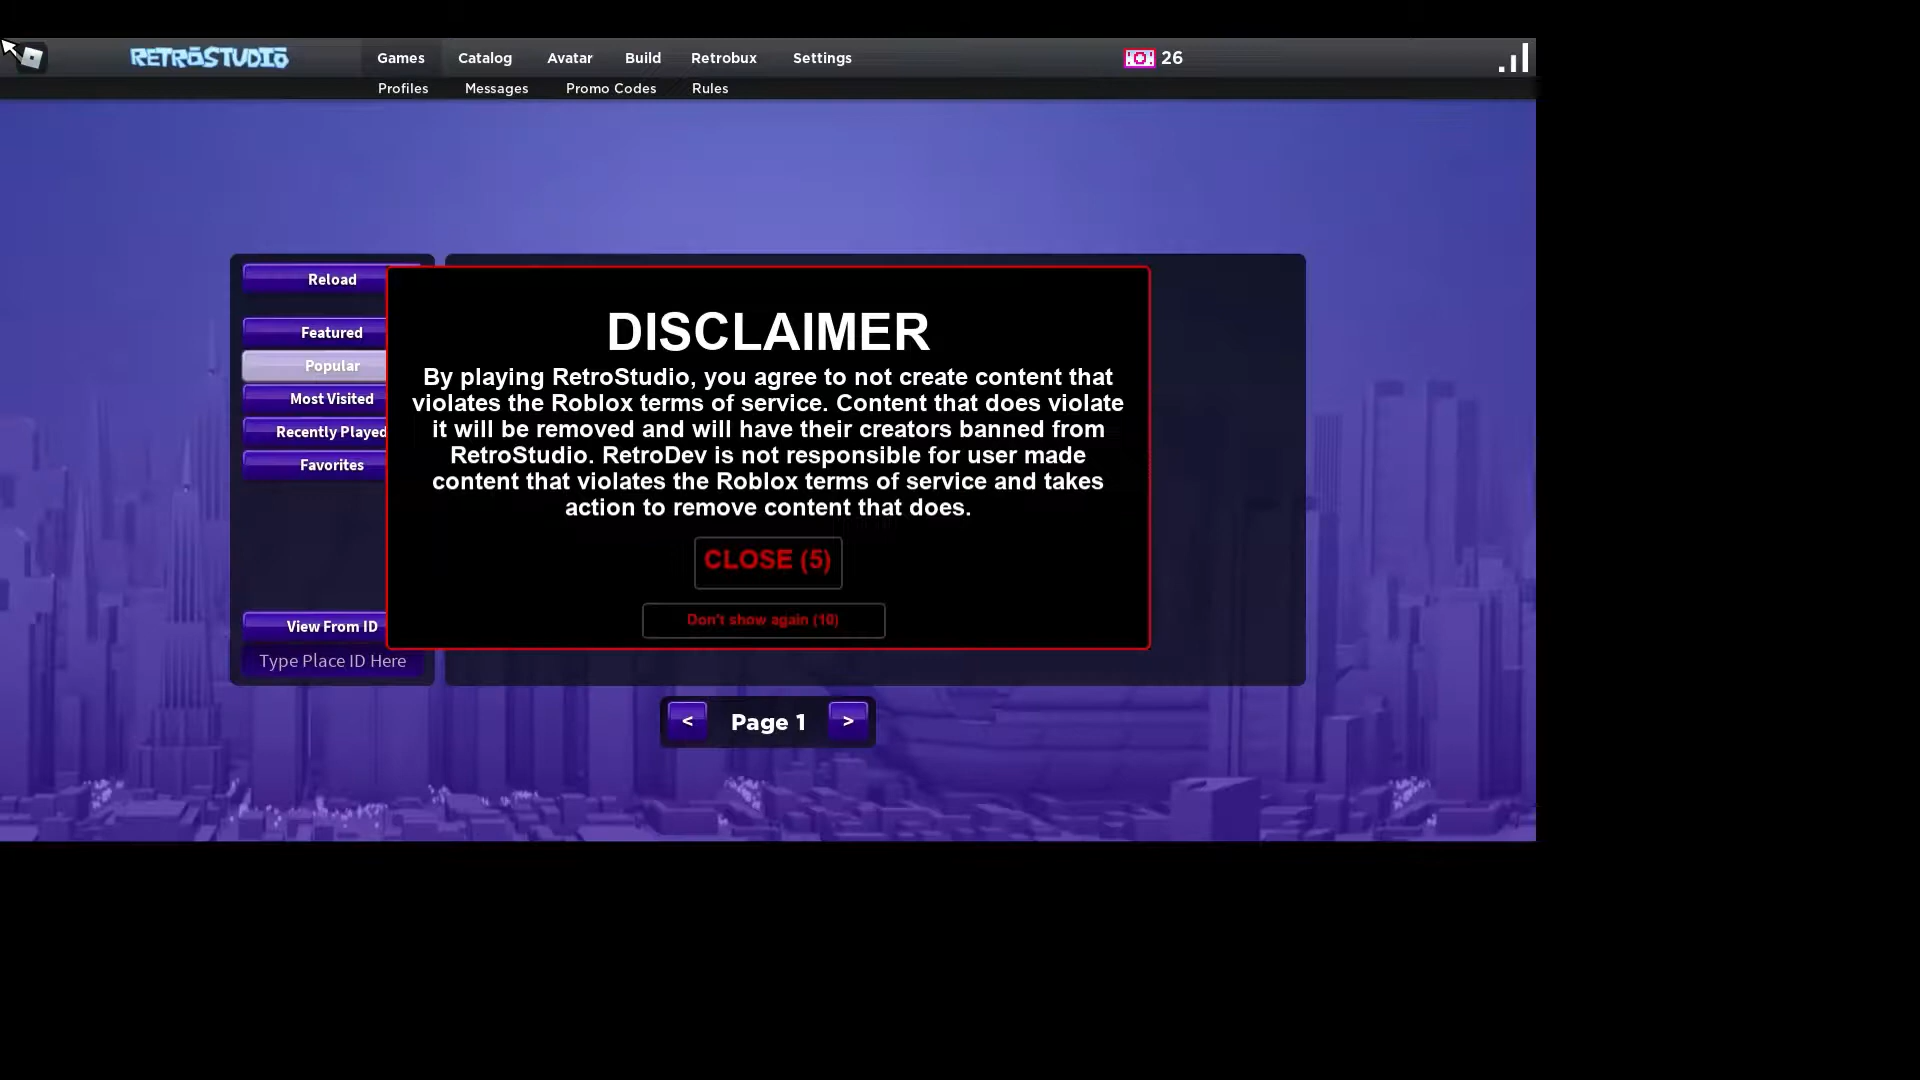 RETROSTUDIO
Games Catalog Avatar Build Retrobux Settings 26
Profiles Messages Promo Codes Rules
Reload
Featured
Popular
Most Visited
Recently Played
Favorites
View From ID
Type Place ID Here
DISCLAIMER
By playing RetroStudio, you agree to not create content that
violates the Roblox terms of service. Content that does violate
it will be removed and will have their creators banned from
RetroStudio. RetroDev is not responsible for user made
content that violates the Roblox terms of service and takes
action to remove content that does.
CLOSE (5)
Don't show again (10)
< Page 1 >